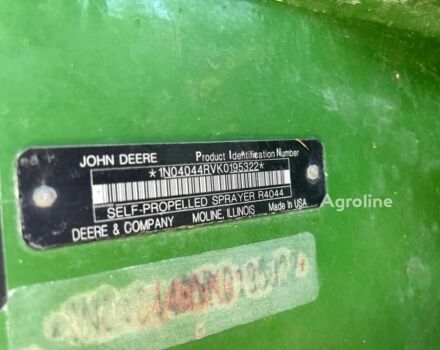 JOHN DEERE Product Identification Number
*1N04044RVK0195322*
SELF-PROPELLED SPRAYER R4044
DEERE & COMPANY MOLINE, ILLINOIS Made In USA
Agroline